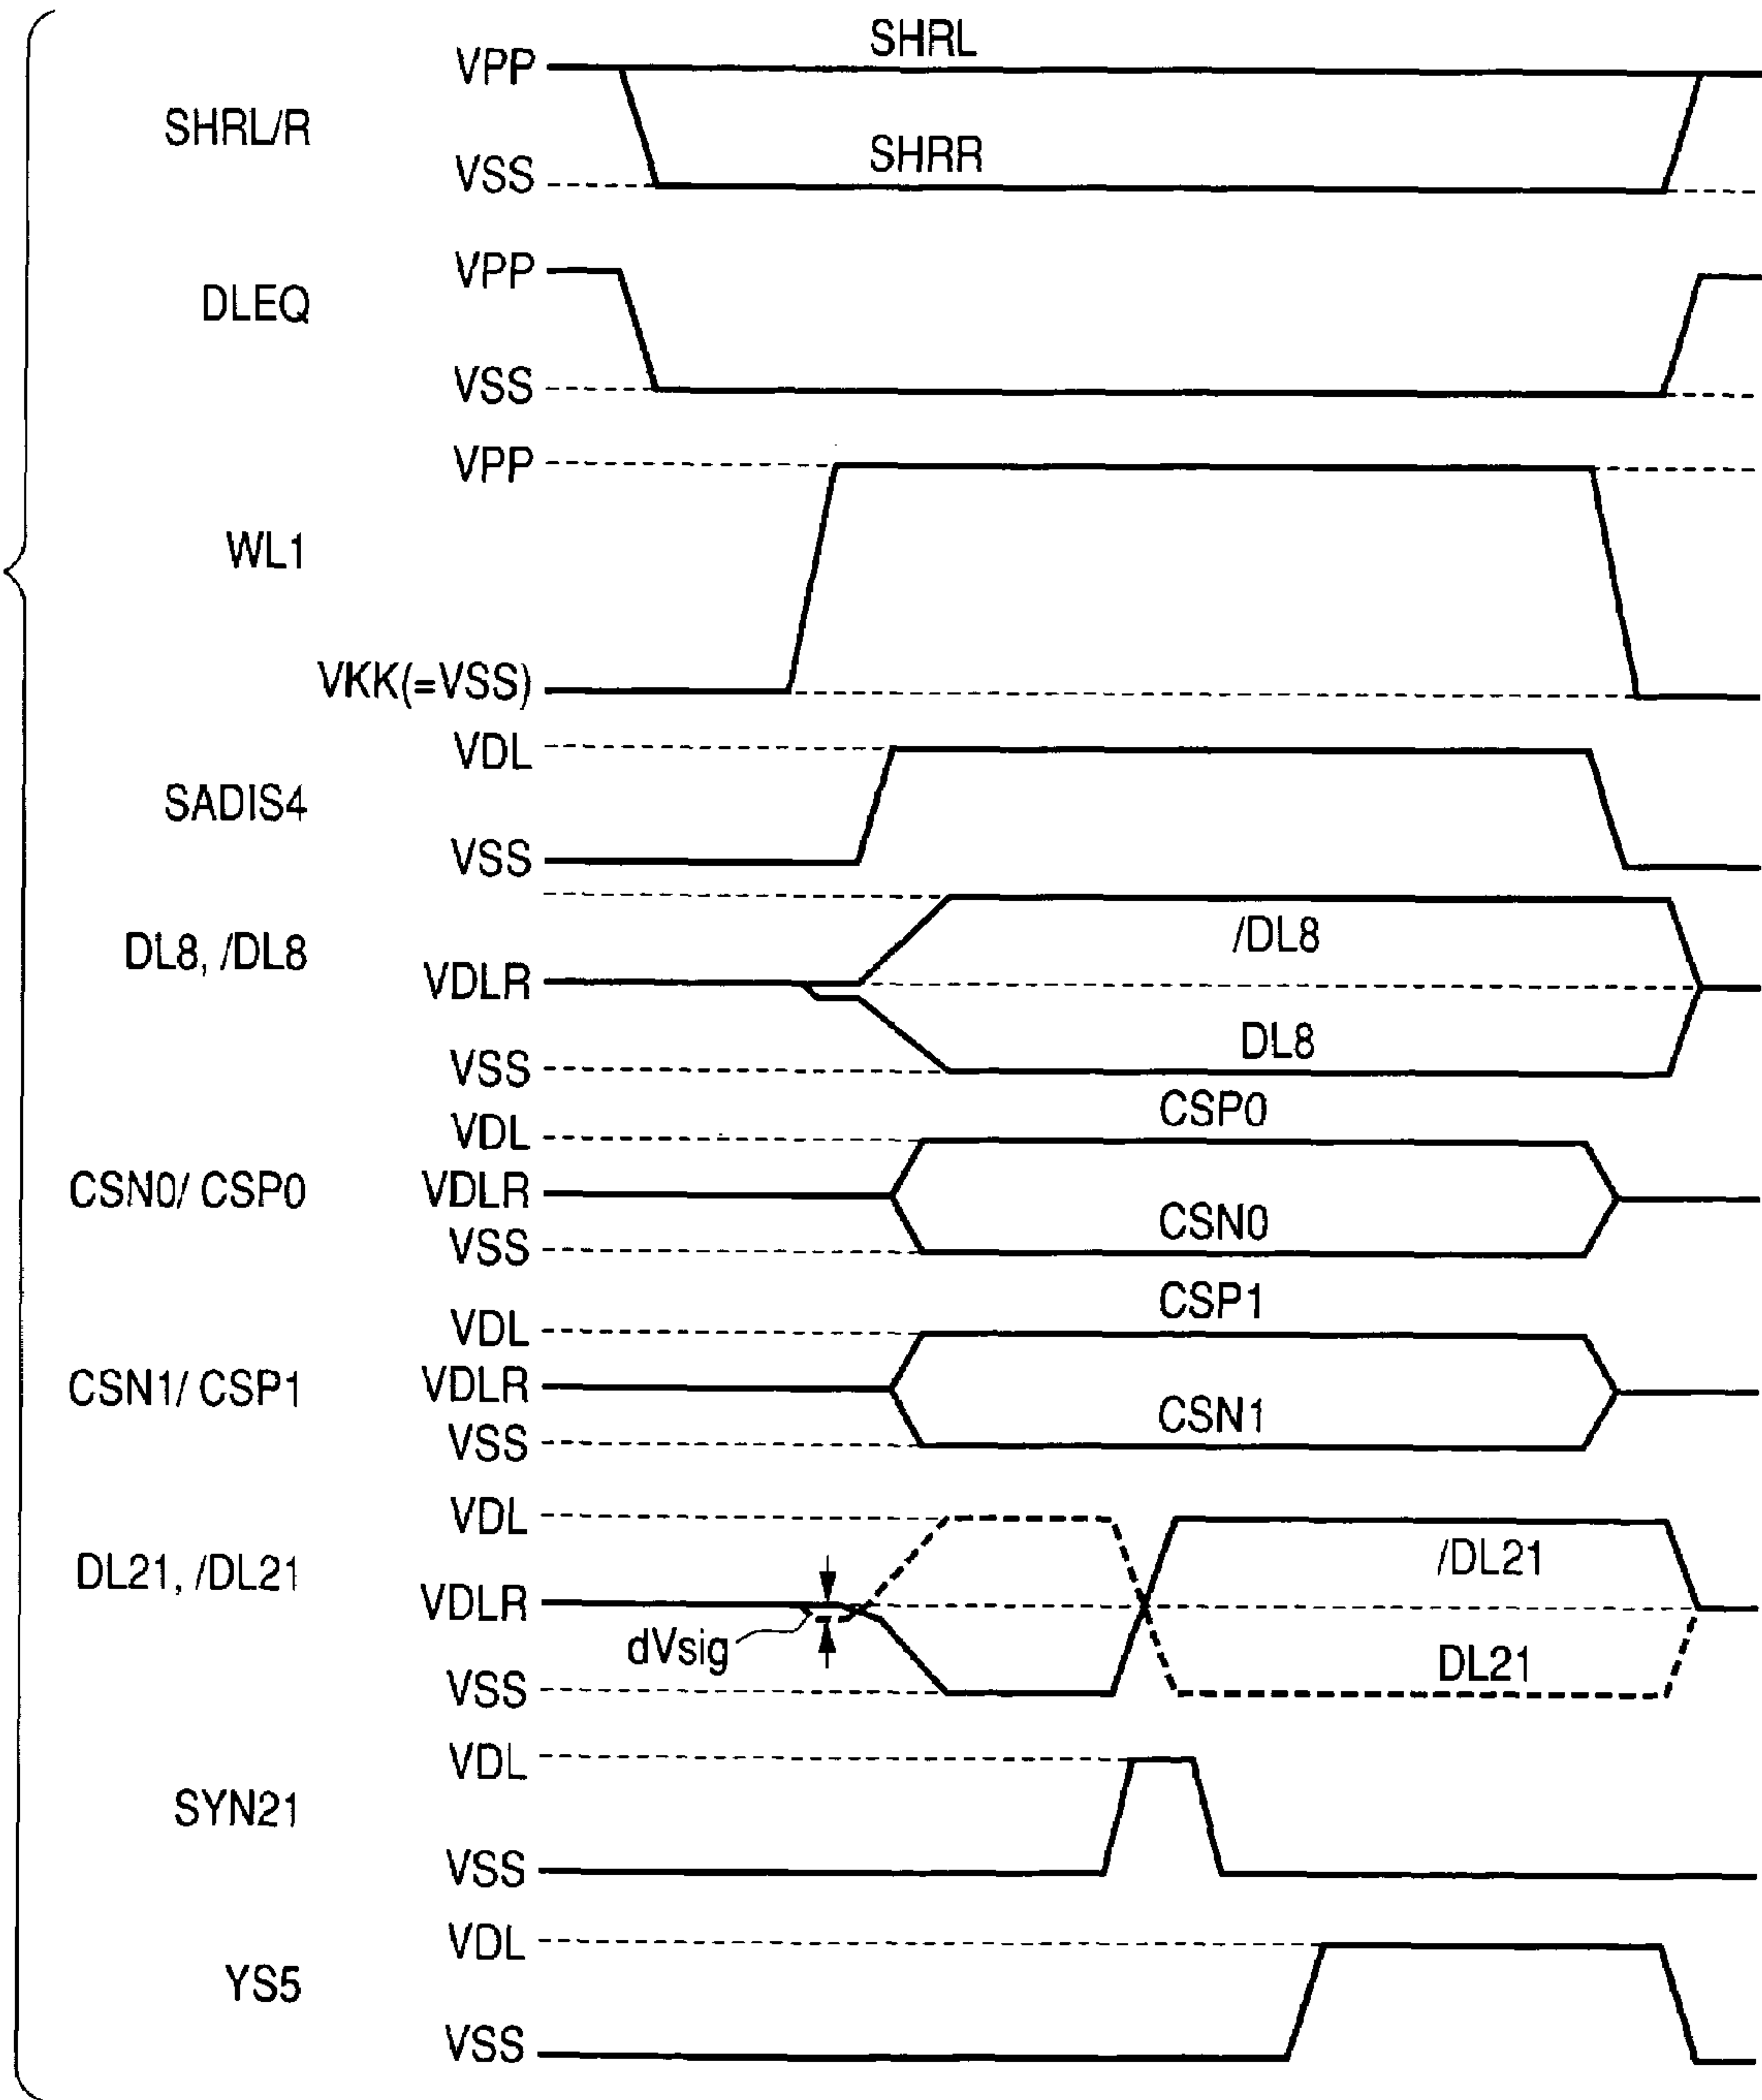 SHRL
VPP
SHRL/R
SHRR
VSS
VPP
DLEQ
VSS
VPP
WL1
VKK(=VSS)
VDL
SADIS4
VSS
/DL8
DL8, /DL8
VDLR
DL8
VSS
CSP0
VDL
CSN0/ CSP0
VDLR
CSN0
VSS
CSP1
VDL
CSN1/ CSP1
VDLR
CSN1
VSS
VDL
/DL21
DL21, /DL21
VDLR
dVsig
DL21
VSS
VDL
SYN21
VSS
VDL
YS5
VSS